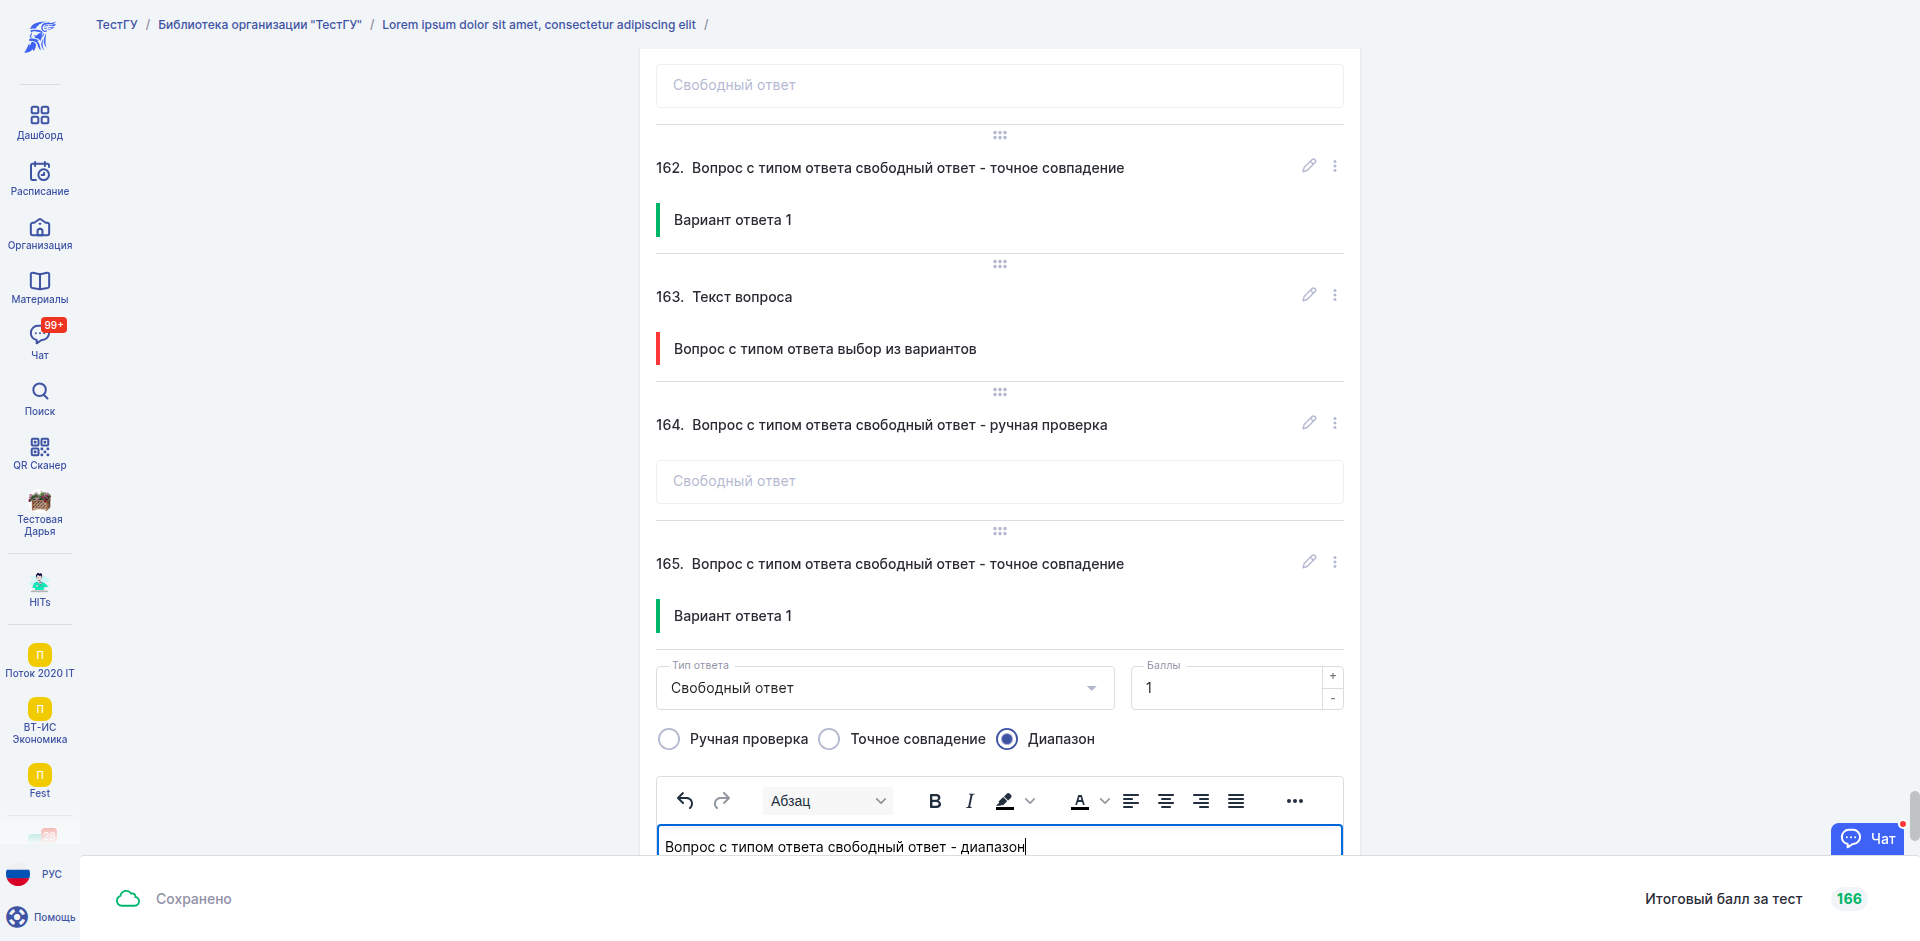 ТестГУ / Библиотека организации "ТестГУ" / Lorem ipsum dolor sit amet, consectetur adipiscing elit /
Дашборд
Расписание
Организация
Материалы
99+
Чат
Поиск
QR Сканер
Тестовая
Дарья
HITs
П
Поток 2020 IT
П
ВТ-ИС
Экономика
П
Fest
28
РУС
Помощь
Свободный ответ
162. Вопрос с типом ответа свободный ответ - точное совпадение
Вариант ответа 1
163. Текст вопроса
Вопрос с типом ответа выбор из вариантов
164. Вопрос с типом ответа свободный ответ - ручная проверка
Свободный ответ
165. Вопрос с типом ответа свободный ответ - точное совпадение
Вариант ответа 1
Тип ответа
Свободный ответ
Баллы
1
+
-
Ручная проверка Точное совпадение Диапазон
Абзац B I A
Вопрос с типом ответа свободный ответ - диапазон
Чат
Сохранено
Итоговый балл за тест 166